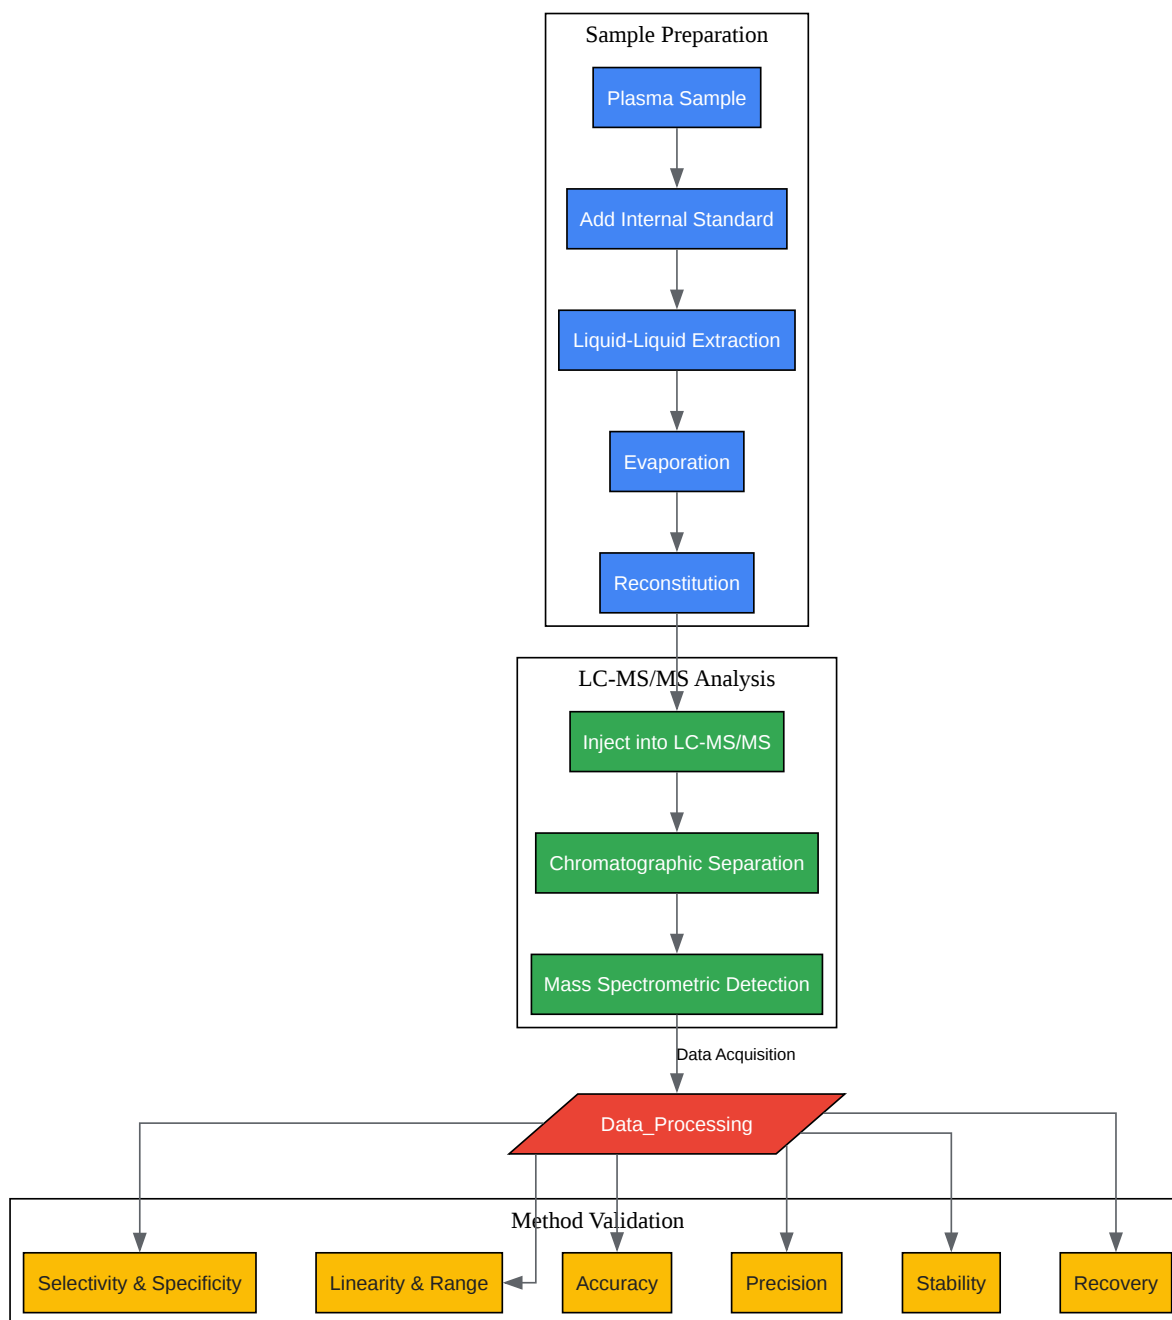 Sample Preparation
Plasma Sample
Add Internal Standard
Liquid-Liquid Extraction
Evaporation
Reconstitution
LC-MS/MS Analysis
Inject into LC-MS/MS
Chromatographic Separation
Mass Spectrometric Detection
Data Acquisition
Data_Processing
Method Validation
Selectivity & Specificity
Linearity & Range
Accuracy
Precision
Stability
Recovery